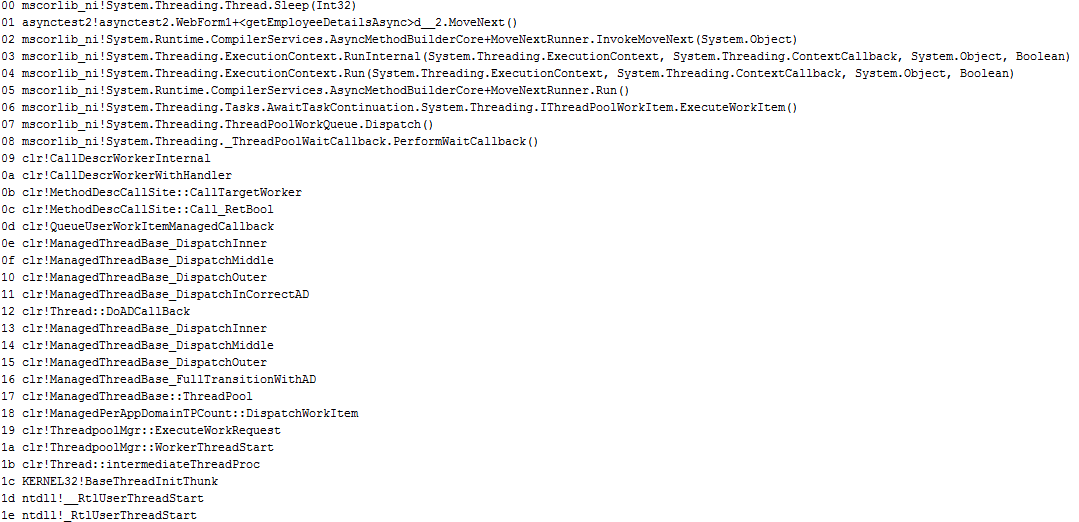 00 mscorlib_ni!System.Threading.Thread.Sleep(Int32)
01 asynctest2!asynctest2.WebForm1+<getEmployeeDetailsAsync>d__2.MoveNext()
02 mscorlib_ni!System.Runtime.CompilerServices.AsyncMethodBuilderCore+MoveNextRunner.InvokeMoveNext(System.Object)
03 mscorlib_ni!System.Threading.ExecutionContext.RunInternal(System.Threading.ExecutionContext, System.Threading.ContextCallback, System.Object, Boolean)
04 mscorlib_ni!System.Threading.ExecutionContext.Run(System.Threading.ExecutionContext, System.Threading.ContextCallback, System.Object, Boolean)
05 mscorlib_ni!System.Runtime.CompilerServices.AsyncMethodBuilderCore+MoveNextRunner.Run()
06 mscorlib_ni!System.Threading.Tasks.AwaitTaskContinuation.System.Threading.IThreadPoolWorkItem.ExecuteWorkItem()
07 mscorlib_ni!System.Threading.ThreadPoolWorkQueue.Dispatch()
08 mscorlib_ni!System.Threading._ThreadPoolWaitCallback.PerformWaitCallback()
09 clr!CallDescrWorkerInternal
0a clr!CallDescrWorkerWithHandler
0b clr!MethodDescCallSite::CallTargetWorker
0c clr!MethodDescCallSite::Call_RetBool
0d clr!QueueUserWorkItemManagedCallback
0e clr!ManagedThreadBase_DispatchInner
0f clr!ManagedThreadBase_DispatchMiddle
10 clr!ManagedThreadBase_DispatchOuter
11 clr!ManagedThreadBase_DispatchInCorrectAD
12 clr!Thread::DoADCallBack
13 clr!ManagedThreadBase_DispatchInner
14 clr!ManagedThreadBase_DispatchMiddle
15 clr!ManagedThreadBase_DispatchOuter
16 clr!ManagedThreadBase_FullTransitionWithAD
17 clr!ManagedThreadBase::ThreadPool
18 clr!ManagedPerAppDomainTPCount::DispatchWorkItem
19 clr!ThreadpoolMgr::ExecuteWorkRequest
1a clr!ThreadpoolMgr::WorkerThreadStart
1b clr!Thread::intermediateThreadProc
1c KERNEL32!BaseThreadInitThunk
1d ntdll!__RtlUserThreadStart
1e ntdll!_RtlUserThreadStart